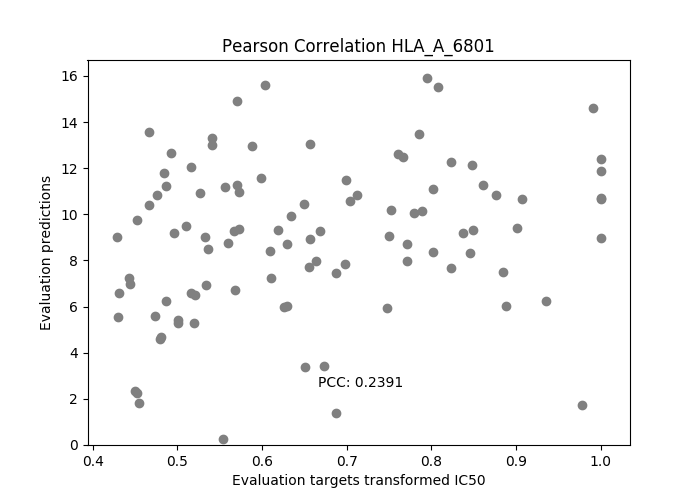 Pearson Correlation HLA_A_6801
16
14
12
10
8
6
4
2
0
Evaluation predictions
PCC: 0.2391
0.4 0.5 0.6 0.7 0.8 0.9 1.0
Evaluation targets transformed IC50